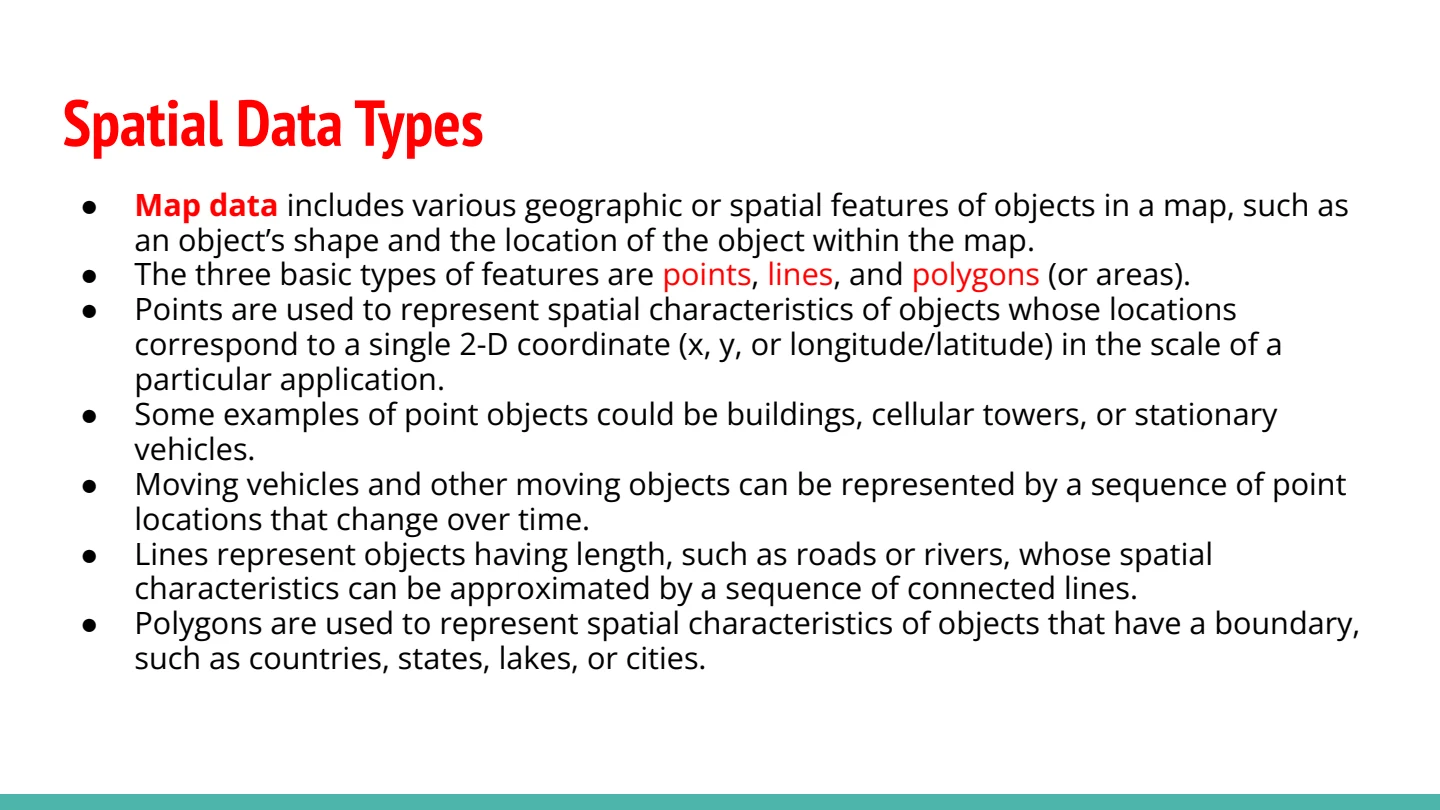 Spatial Data Types
● Map data includes various geographic or spatial features of objects in a map, such as
an object’s shape and the location of the object within the map.
● The three basic types of features are points, lines, and polygons (or areas).
● Points are used to represent spatial characteristics of objects whose locations
correspond to a single 2-D coordinate (x, y, or longitude/latitude) in the scale of a
particular application.
● Some examples of point objects could be buildings, cellular towers, or stationary
vehicles.
● Moving vehicles and other moving objects can be represented by a sequence of point
locations that change over time.
● Lines represent objects having length, such as roads or rivers, whose spatial
characteristics can be approximated by a sequence of connected lines.
● Polygons are used to represent spatial characteristics of objects that have a boundary,
such as countries, states, lakes, or cities.